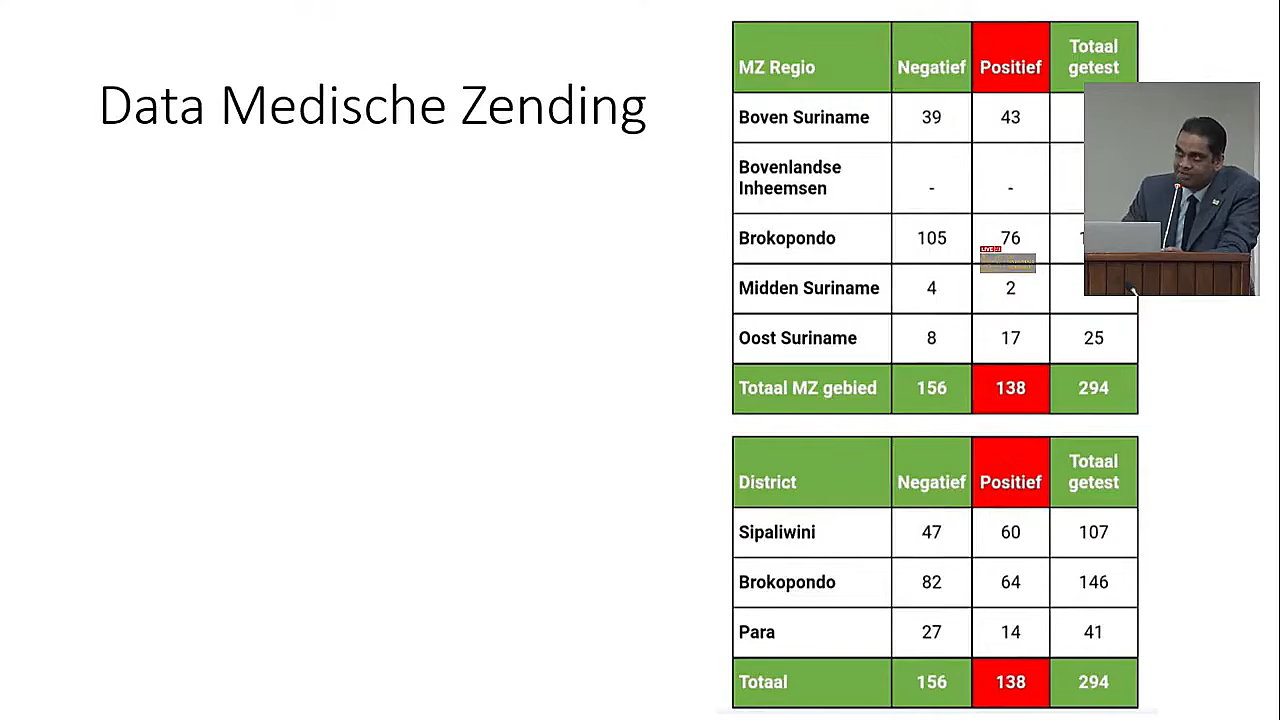 Data Medische Zending
MZ Regio Negatief Positief Totaal getest
Boven Suriname 39 43
Bovenlandse Inheemsen - -
Brokopondo 105 76
Midden Suriname 4 2
Oost Suriname 8 17 25
Totaal MZ gebied 156 138 294
District Negatief Positief Totaal getest
Sipaliwini 47 60 107
Brokopondo 82 64 146
Para 27 14 41
Totaal 156 138 294
LIVE